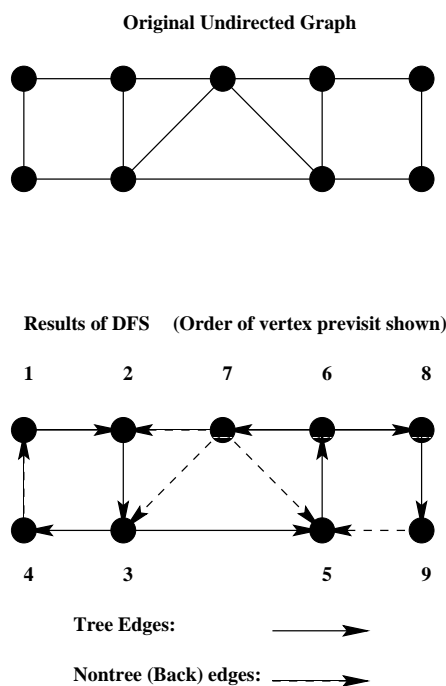 Original Undirected Graph
Results of DFS (Order of vertex previsit shown)
1 2 7 6 8
4 3 5 9
Tree Edges:
Nontree (Back) edges: